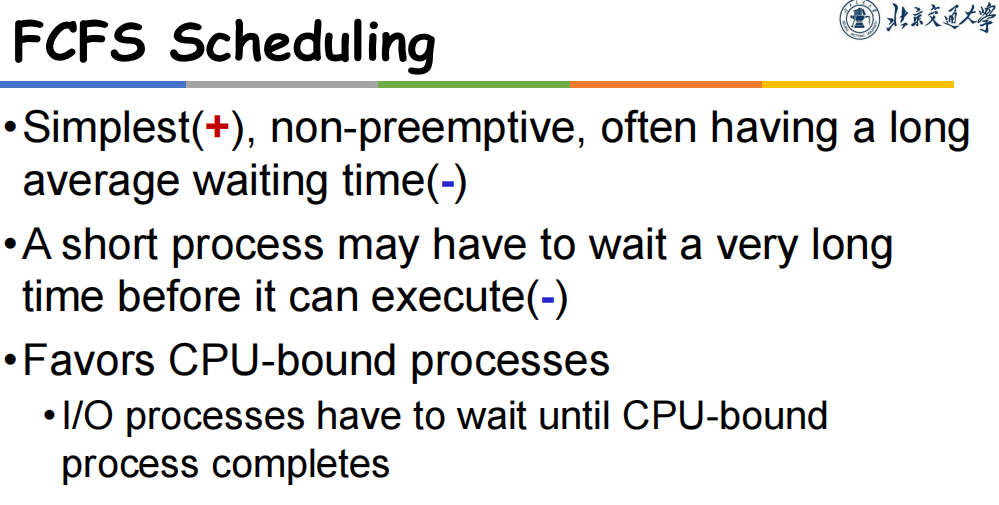 FCFS Scheduling
北京交通大学
•Simplest(+), non-preemptive, often having a long
average waiting time(-)
•A short process may have to wait a very long
time before it can execute(-)
•Favors CPU-bound processes
•I/O processes have to wait until CPU-bound
process completes